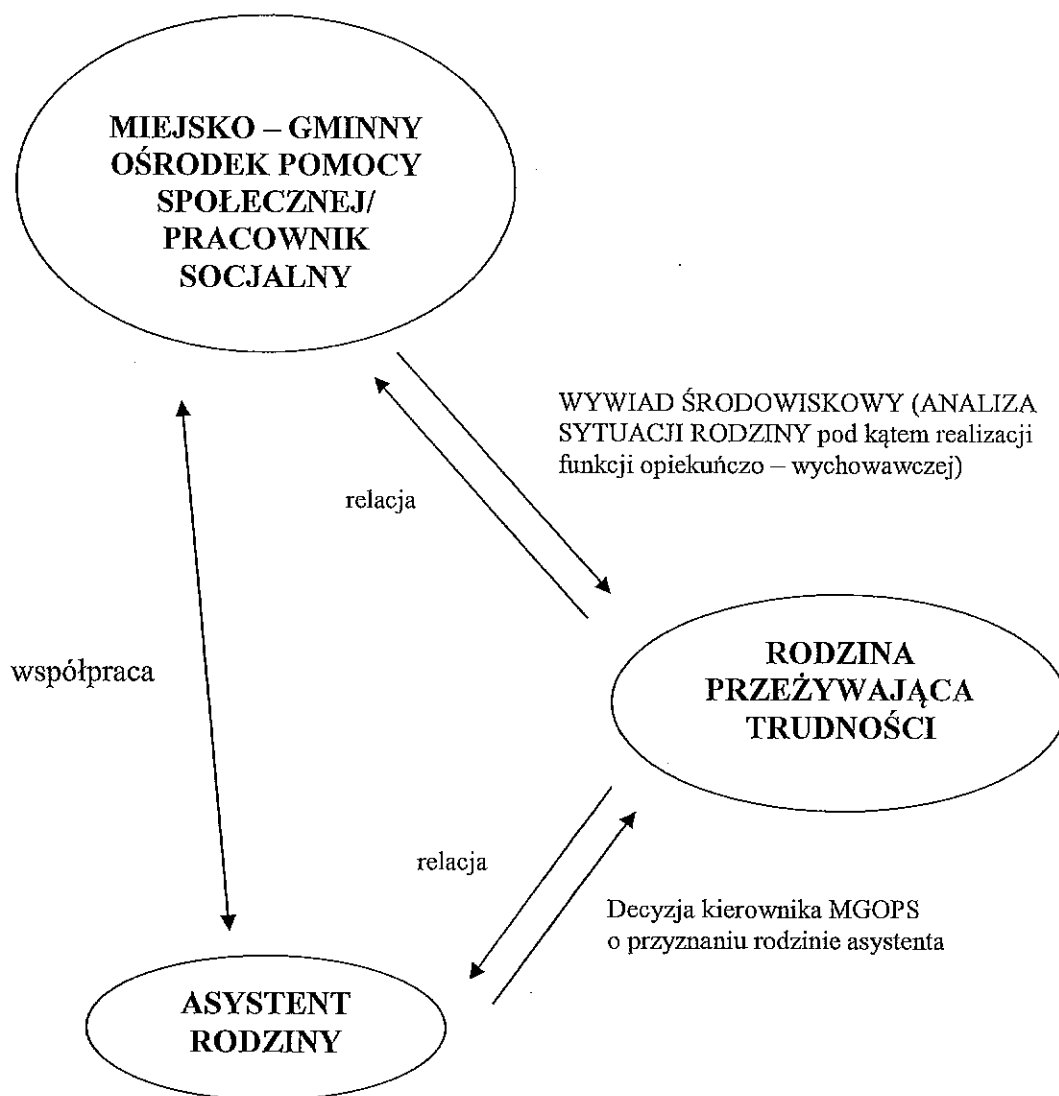 MIEJSKO – GMINNY
OŚRODEK POMOCY
SPOŁECZNEJ/
PRACOWNIK
SOCJALNY
WYWIAD ŚRODOWISKOWY (ANALIZA
SYTUACJI RODZINY pod kątem realizacji
funkcji opiekuńczo – wychowawczej)
relacja
współpraca
RODZINA
PRZEŻYWAJĄCA
TRUDNOŚCI
relacja
Decyzja kierownika MGOPS
o przyznaniu rodzinie asystenta
ASYSTENT
RODZINY